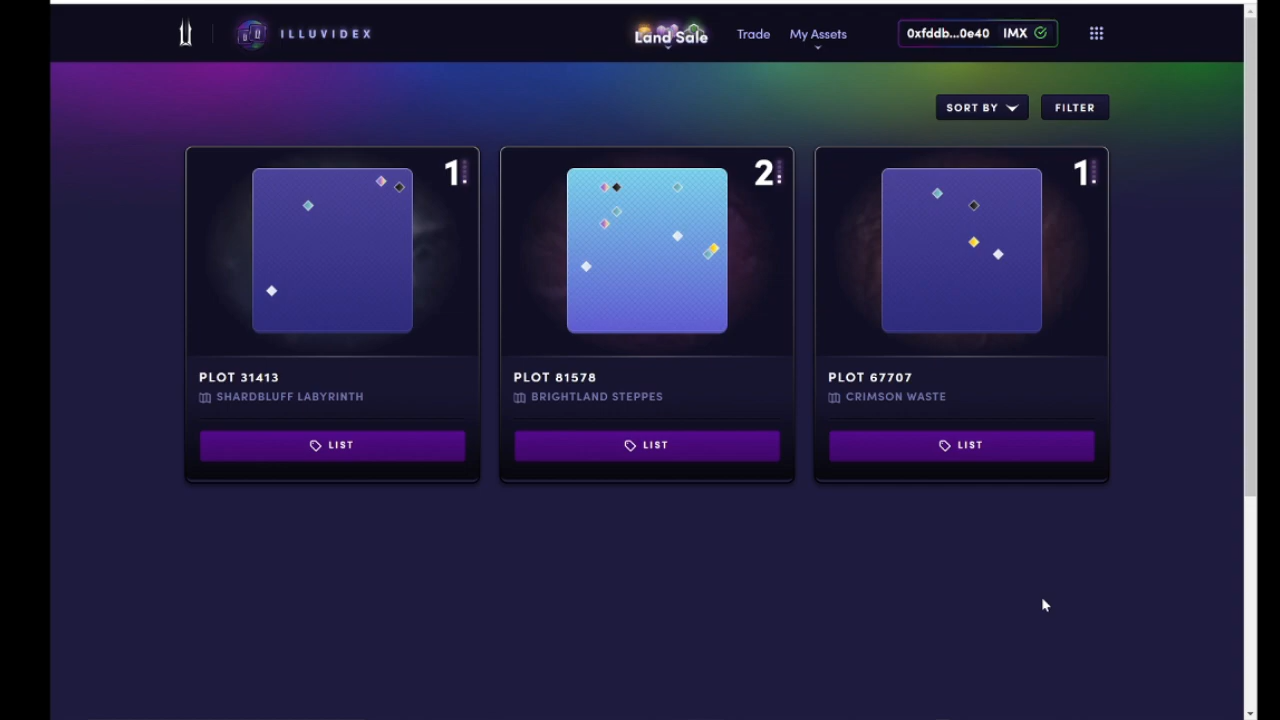 ILLUVIDEX
Land Sale
Trade
My Assets
0xfddb...0e40 IMX
SORT BY
FILTER
1
2
1
PLOT 31413
SHARDBLUFF LABYRINTH
LIST
PLOT 81578
BRIGHTLAND STEPPES
LIST
PLOT 67707
CRIMSON WASTE
LIST